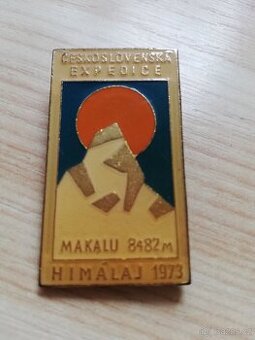 ČESKOSLOVENSKÁ
EXPEDICE
MAKALU 8482 m
HIMÁLAJ 1973